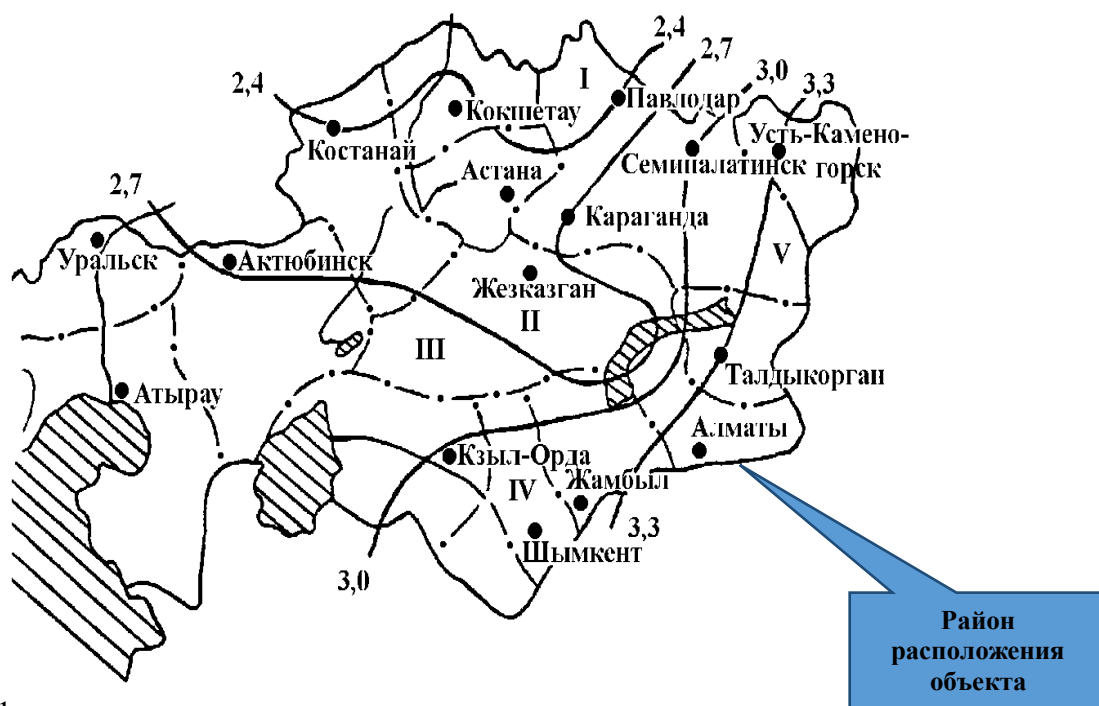 2,4
2,7
I
2,4
Павлодар
3,0
3,3
Кокшетау
Костанай
Усть-Камено-
горск
Семипалатинск
Астана
2,7
Караганда
Уральск
Актюбинск
Жезказган
V
II
III
Атырау
Талдыкорган
Алматы
Кзыл-Орда
IV
Жамбыл
3,3
Шымкент
3,0
Район
расположения
объекта